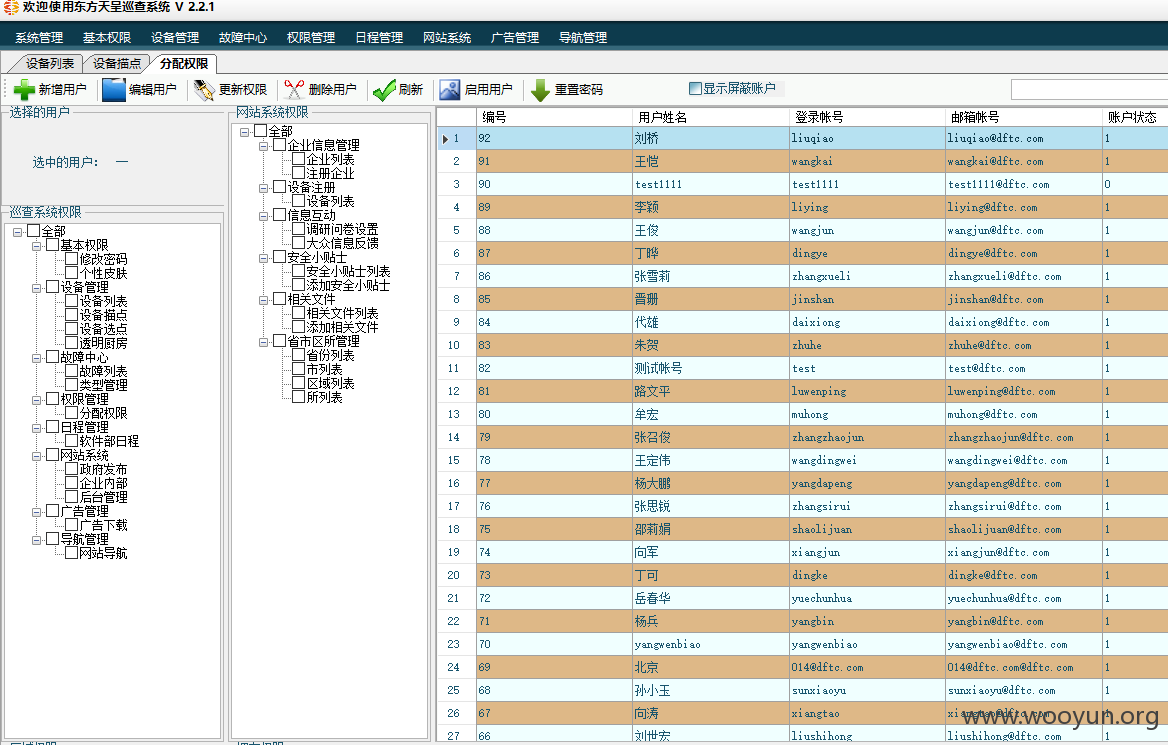 欢迎使用东方天呈巡查系统 V 2.2.1
系统管理 基本权限 设备管理 故障中心 权限管理 日程管理 网站系统 广告管理 导航管理
设备列表 设备描点 分配权限
新增用户 编辑用户 更新权限 删除用户 刷新 启用用户 重置密码 显示屏蔽账户
选择的用户
选中的用户： —
巡查系统权限
全部
基本权限
修改密码
个性皮肤
设备管理
设备列表
设备描点
设备选点
透明厨房
故障中心
故障列表
类型管理
权限管理
分配权限
日程管理
软件部日程
网站系统
政府发布
企业内部
后台管理
广告管理
广告下载
导航管理
网站导航
网站系统权限
全部
企业信息管理
企业列表
注册企业
设备注册
设备列表
信息互动
调研问卷设置
大众信息反馈
安全小贴士
安全小贴士列表
添加安全小贴士
相关文件
相关文件列表
添加相关文件
省市区所管理
省份列表
市列表
区域列表
所列表
编号 用户姓名 登录帐号 邮箱帐号 账户状态
1 92 刘桥 liuqiao liuqiao@dftc.com 1
2 91 王恺 wangkai wangkai@dftc.com 1
3 90 test1111 test1111 test1111@dftc.com 0
4 89 李颖 liying liying@dftc.com 1
5 88 王俊 wangjun wangjun@dftc.com 1
6 87 丁晔 dingye dingye@dftc.com 1
7 86 张雪莉 zhangxueli zhangxueli@dftc.com 1
8 85 晋珊 jinshan jinshan@dftc.com 1
9 84 代雄 daixiong daixiong@dftc.com 1
10 83 朱贺 zhuhe zhuhe@dftc.com 1
11 82 测试帐号 test test@dftc.com 1
12 81 路文平 luwenping luwenping@dftc.com 1
13 80 牟宏 muhong muhong@dftc.com 1
14 79 张召俊 zhangzhaojun zhangzhaojun@dftc.com 1
15 78 王定伟 wangdingwei wangdingwei@dftc.com 1
16 77 杨大鹏 yangdapeng yangdapeng@dftc.com 1
17 76 张思锐 zhangsirui zhangsirui@dftc.com 1
18 75 邵莉娟 shaolijuan shaolijuan@dftc.com 1
19 74 向军 xiangjun xiangjun@dftc.com 1
20 73 丁可 dingke dingke@dftc.com 1
21 72 岳春华 yuechunhua yuechunhua@dftc.com 1
22 71 杨兵 yangbin yangbin@dftc.com 1
23 70 yangwenbiao yangwenbiao yangwenbiao@dftc.com 1
24 69 北京 014@dftc.com 014@dftc.com@dftc.com 1
25 68 孙小玉 sunxiaoyu sunxiaoyu@dftc.com 1
26 67 向涛 xiangtao xiangtao@dftc.com 1
27 66 刘世宏 liushihong liushihong@dftc.com 1
www.wooyun.org